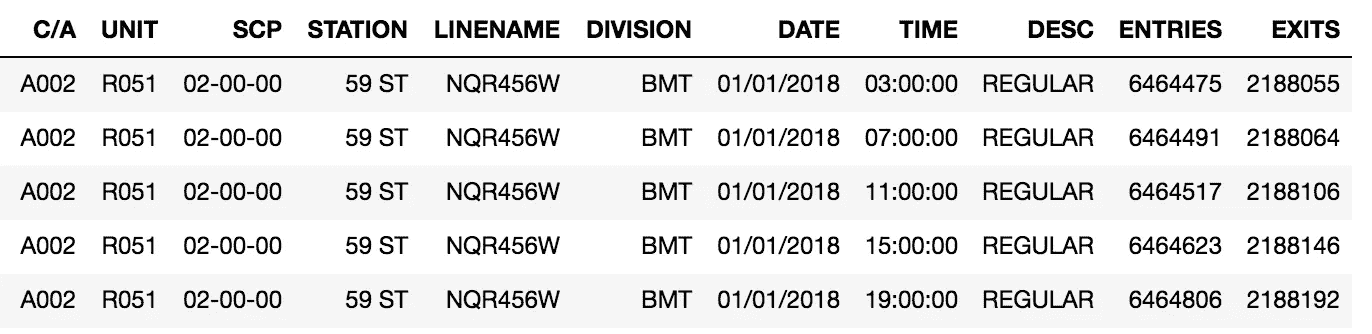 C/A UNIT SCP STATION LINENAME DIVISION DATE TIME DESC ENTRIES EXITS
A002 R051 02-00-00 59 ST NQR456W BMT 01/01/2018 03:00:00 REGULAR 6464475 2188055
A002 R051 02-00-00 59 ST NQR456W BMT 01/01/2018 07:00:00 REGULAR 6464491 2188064
A002 R051 02-00-00 59 ST NQR456W BMT 01/01/2018 11:00:00 REGULAR 6464517 2188106
A002 R051 02-00-00 59 ST NQR456W BMT 01/01/2018 15:00:00 REGULAR 6464623 2188146
A002 R051 02-00-00 59 ST NQR456W BMT 01/01/2018 19:00:00 REGULAR 6464806 2188192